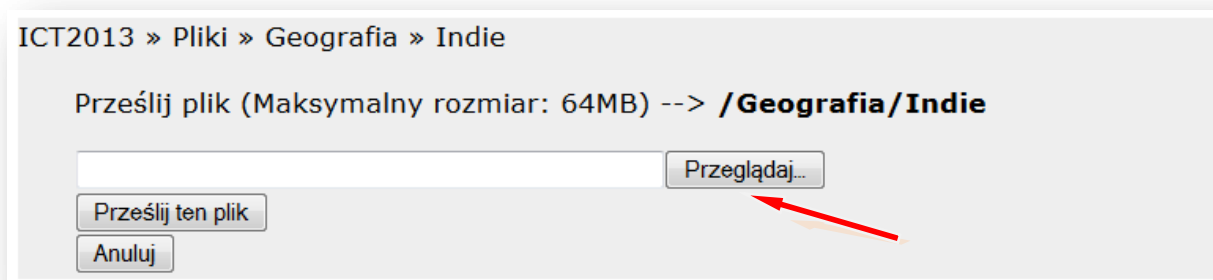 ICT2013 » Pliki » Geografia » Indie
Prześlij plik (Maksymalny rozmiar: 64MB) --> /Geografia/Indie
Przeglądaj...
Prześlij ten plik
Anuluj